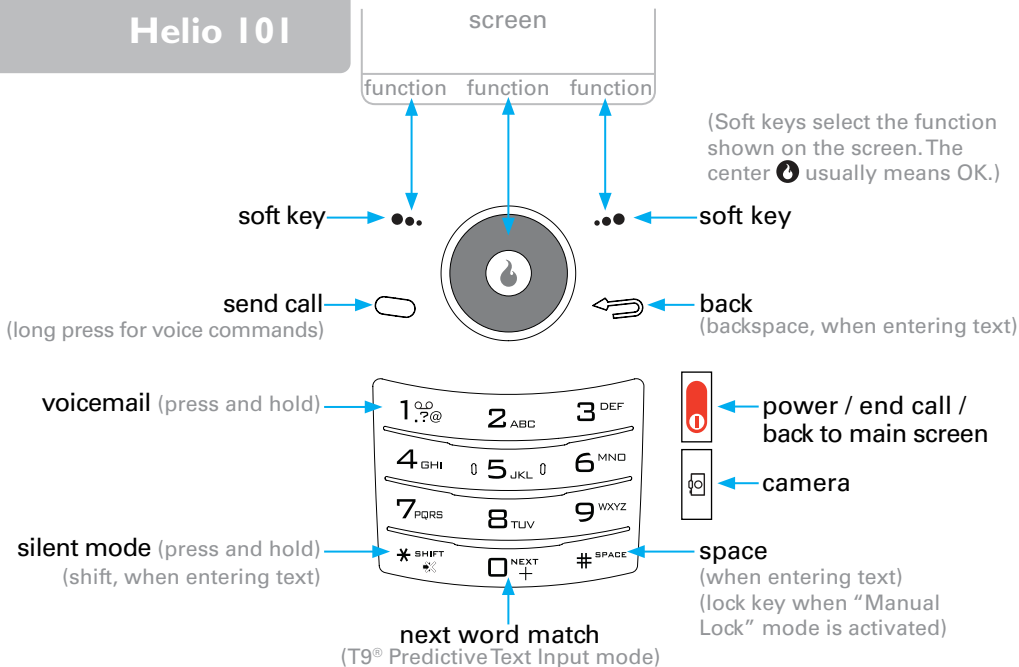 Helio 101
screen
function function function
(Soft keys select the function
shown on the screen. The
center usually means OK.)
soft key
soft key
send call
(long press for voice commands)
back
(backspace, when entering text)
voicemail (press and hold)
1 .?@
2 ABC
3 DEF
4 GHI
5 JKL
6 MNO
7 PQRS
8 TUV
9 WXYZ
* SHIFT
0 NEXT +
# SPACE
power / end call /
back to main screen
camera
silent mode (press and hold)
(shift, when entering text)
space
(when entering text)
(lock key when “Manual
Lock” mode is activated)
next word match
(T9® Predictive Text Input mode)